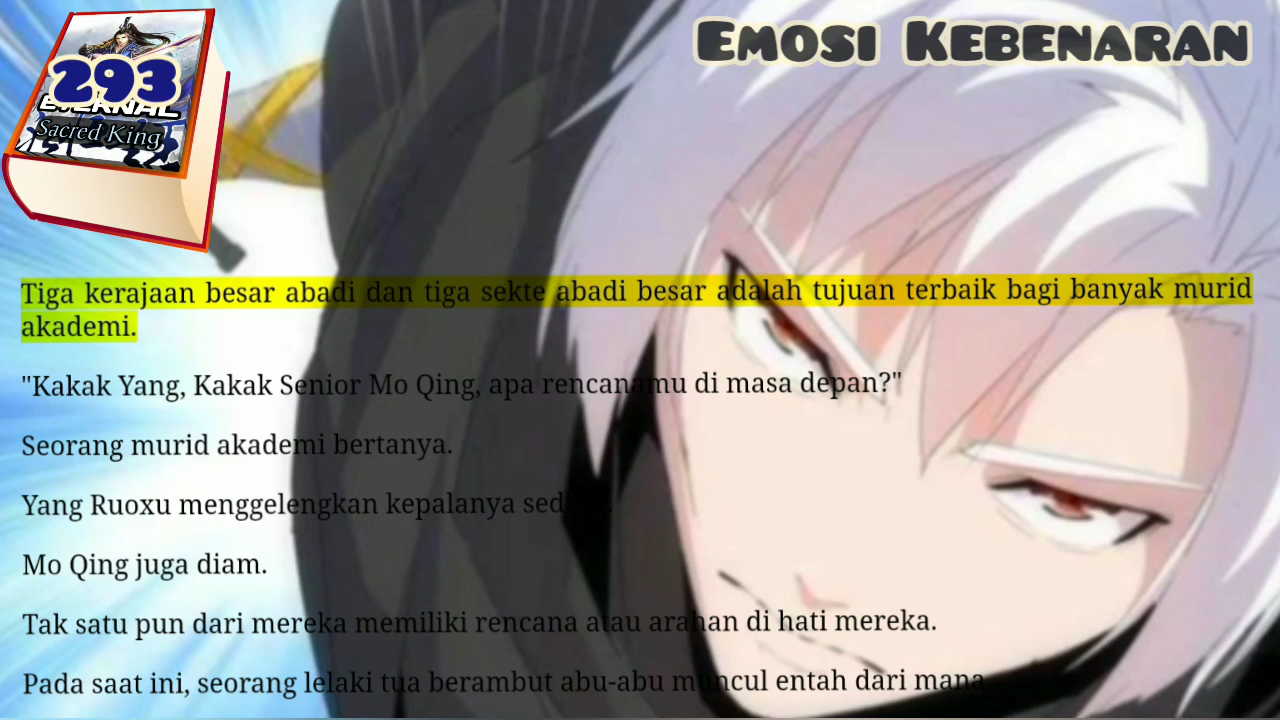 Emosi Kebenaran
293
ETERNAL
Sacred King
Tiga kerajaan besar abadi dan tiga sekte abadi besar adalah tujuan terbaik bagi banyak murid
akademi.
"Kakak Yang, Kakak Senior Mo Qing, apa rencanamu di masa depan?"
Seorang murid akademi bertanya.
Yang Ruoxu menggelengkan kepalanya
Mo Qing juga diam.
Tak satu pun dari mereka memiliki rencana atau arahan di hati mereka.
Pada saat ini, seorang lelaki tua berambut abu-abu muncul entah dari mana.